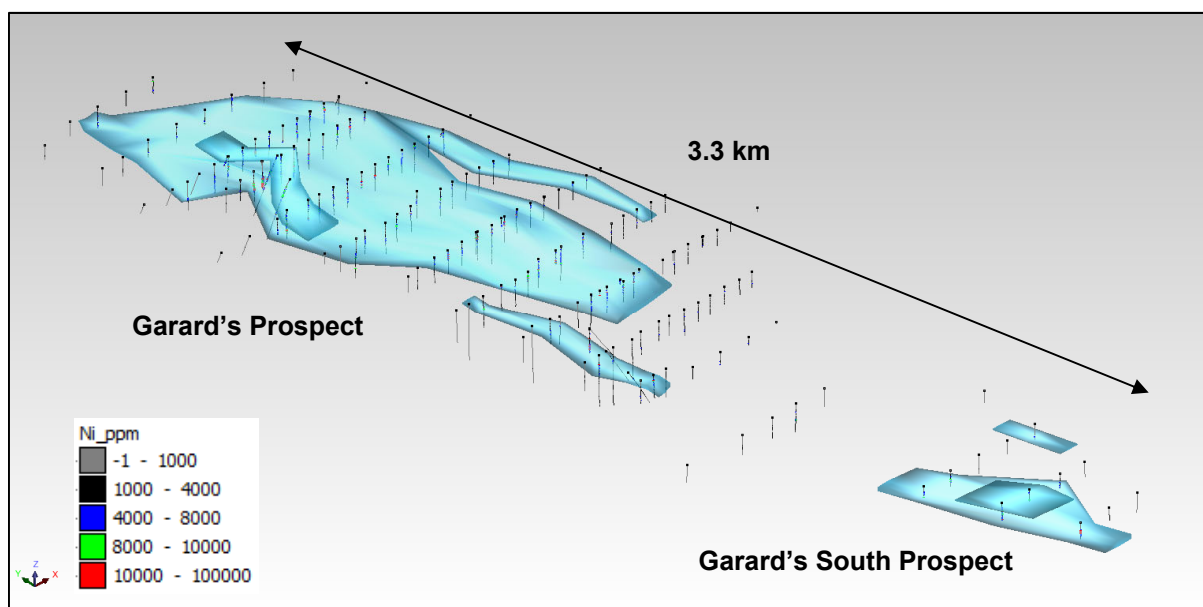 3.3 km
Garard’s Prospect
Ni_ppm
-1 - 1000
1000 - 4000
4000 - 8000
8000 - 10000
10000 - 100000
Garard’s South Prospect
Z
Y
X